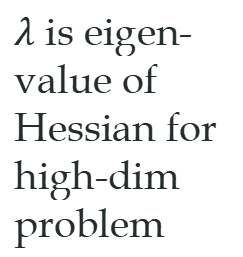 λ is eigen-
value of
Hessian for
high-dim
problem